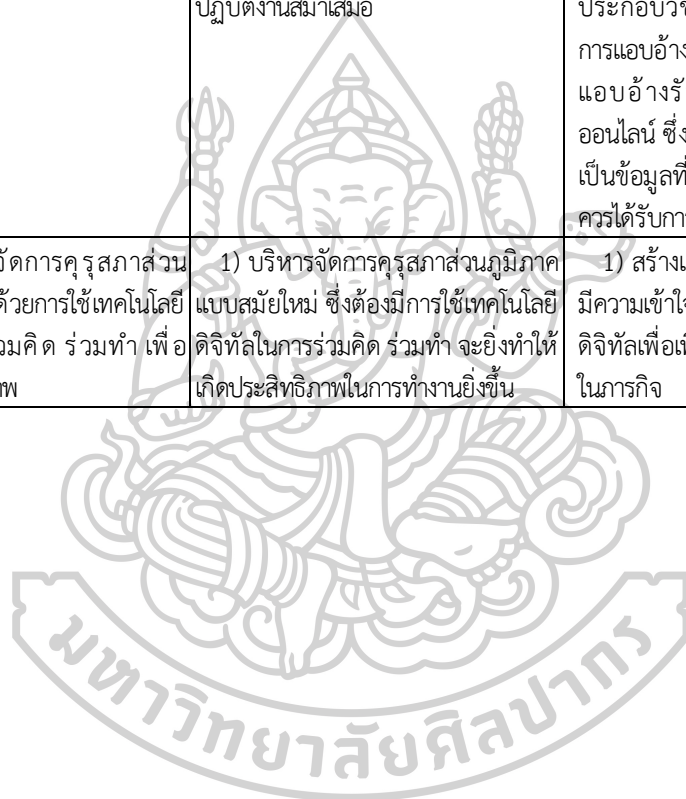 ปฏิบัติงานสม่ำเสมอ
การแอบอ้าง
แอบอ้างรั
ออนไลน์ ซึ่ง
เป็นข้อมูลที่
ควรได้รับการ
จัดการคุรุสภาส่วน
ด้วยการใช้เทคโนโลยี
วมคิด ร่วมทำ เพื่อ
1) บริหารจัดการคุรุสภาส่วนภูมิภาค
แบบสมัยใหม่ ซึ่งต้องมีการใช้เทคโนโลยี
ดิจิทัลในการร่วมคิด ร่วมทำ จะยิ่งทำให้
เกิดประสิทธิภาพในการทำงานยิ่งขึ้น
1) สร้าง
มีความเข้าใจ
ดิจิทัลเพื่อ
ในภารกิจ
มหาวิทยาลัยศิลปากร